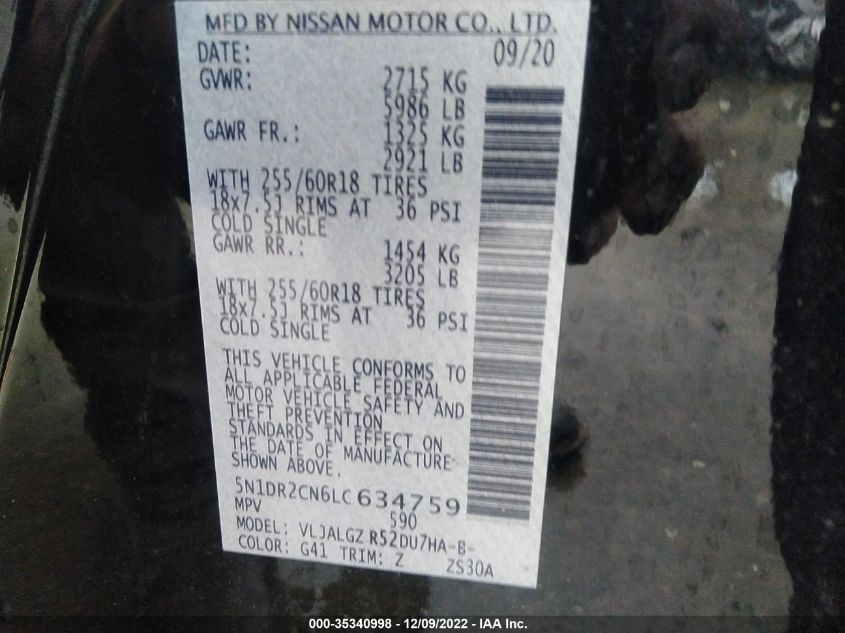 MFD BY NISSAN MOTOR CO., LTD.
DATE: 09/20
GVWR: 2715 KG
5986 LB
GAWR FR.: 1325 KG
2921 LB
WITH 255/60R18 TIRES
18x7.5J RIMS AT 36 PSI
COLD SINGLE
GAWR RR.: 1454 KG
3205 LB
WITH 255/60R18 TIRES
18x7.5J RIMS AT 36 PSI
COLD SINGLE
THIS VEHICLE CONFORMS TO
ALL APPLICABLE FEDERAL
MOTOR VEHICLE SAFETY AND
THEFT PREVENTION
STANDARDS IN EFFECT ON
THE DATE OF MANUFACTURE
SHOWN ABOVE.
5N1DR2CN6LC634759
MPV 590
MODEL: VLJALGZ R52DU7HA-B-
COLOR: G41 TRIM: Z ZS30A
000-35340998 - 12/09/2022 - IAA Inc.